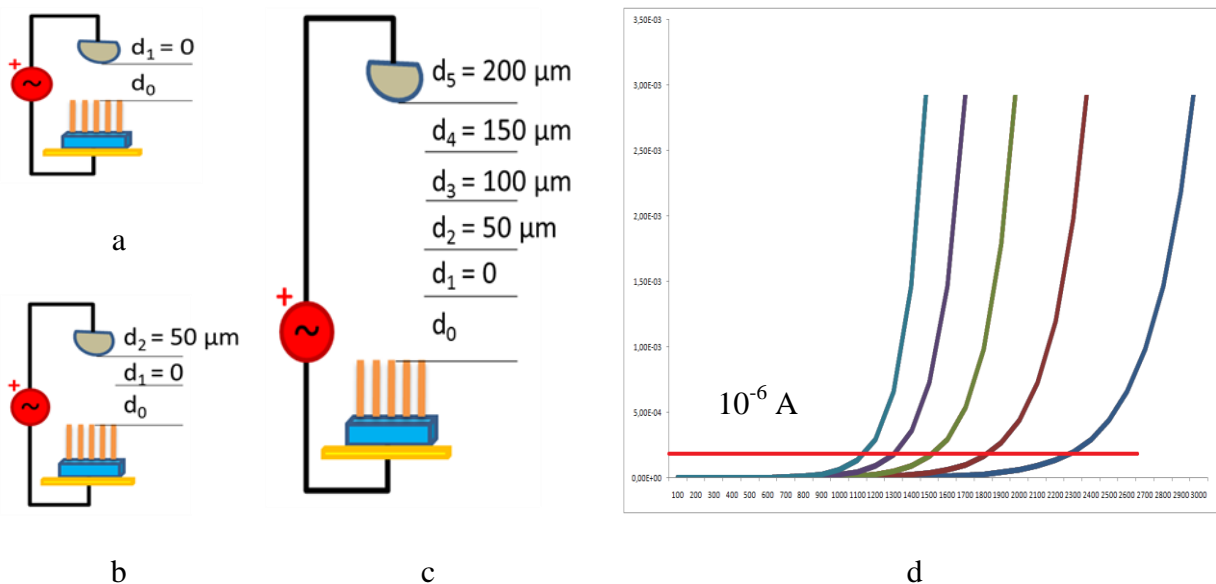 +
~
d₁ = 0
d₀
a
+
~
d₂ = 50 µm
d₁ = 0
d₀
b
+
~
d₅ = 200 µm
d₄ = 150 µm
d₃ = 100 µm
d₂ = 50 µm
d₁ = 0
d₀
c
3,50E-03
3,00E-03
2,50E-03
2,00E-03
1,50E-03
1,00E-03
5,00E-04
0,00E+00
10⁻⁶ A
100 200 300 400 500 600 700 800 900 1000 1100 1200 1300 1400 1500 1600 1700 1800 1900 2000 2100 2200 2300 2400 2500 2600 2700 2800 2900 3000
d